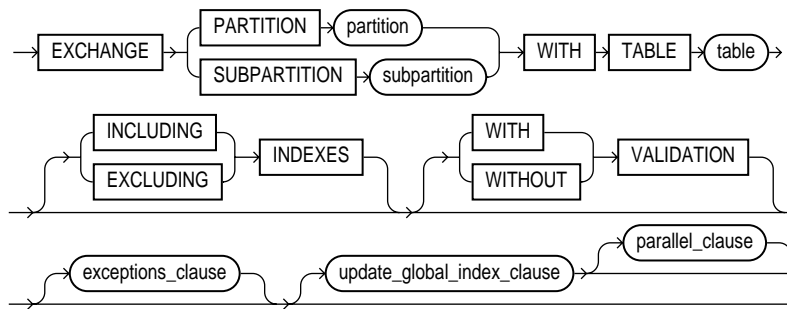 EXCHANGE PARTITION partition WITH TABLE table
SUBPARTITION subpartition
INCLUDING INDEXES WITH VALIDATION
EXCLUDING WITHOUT
exceptions_clause update_global_index_clause parallel_clause